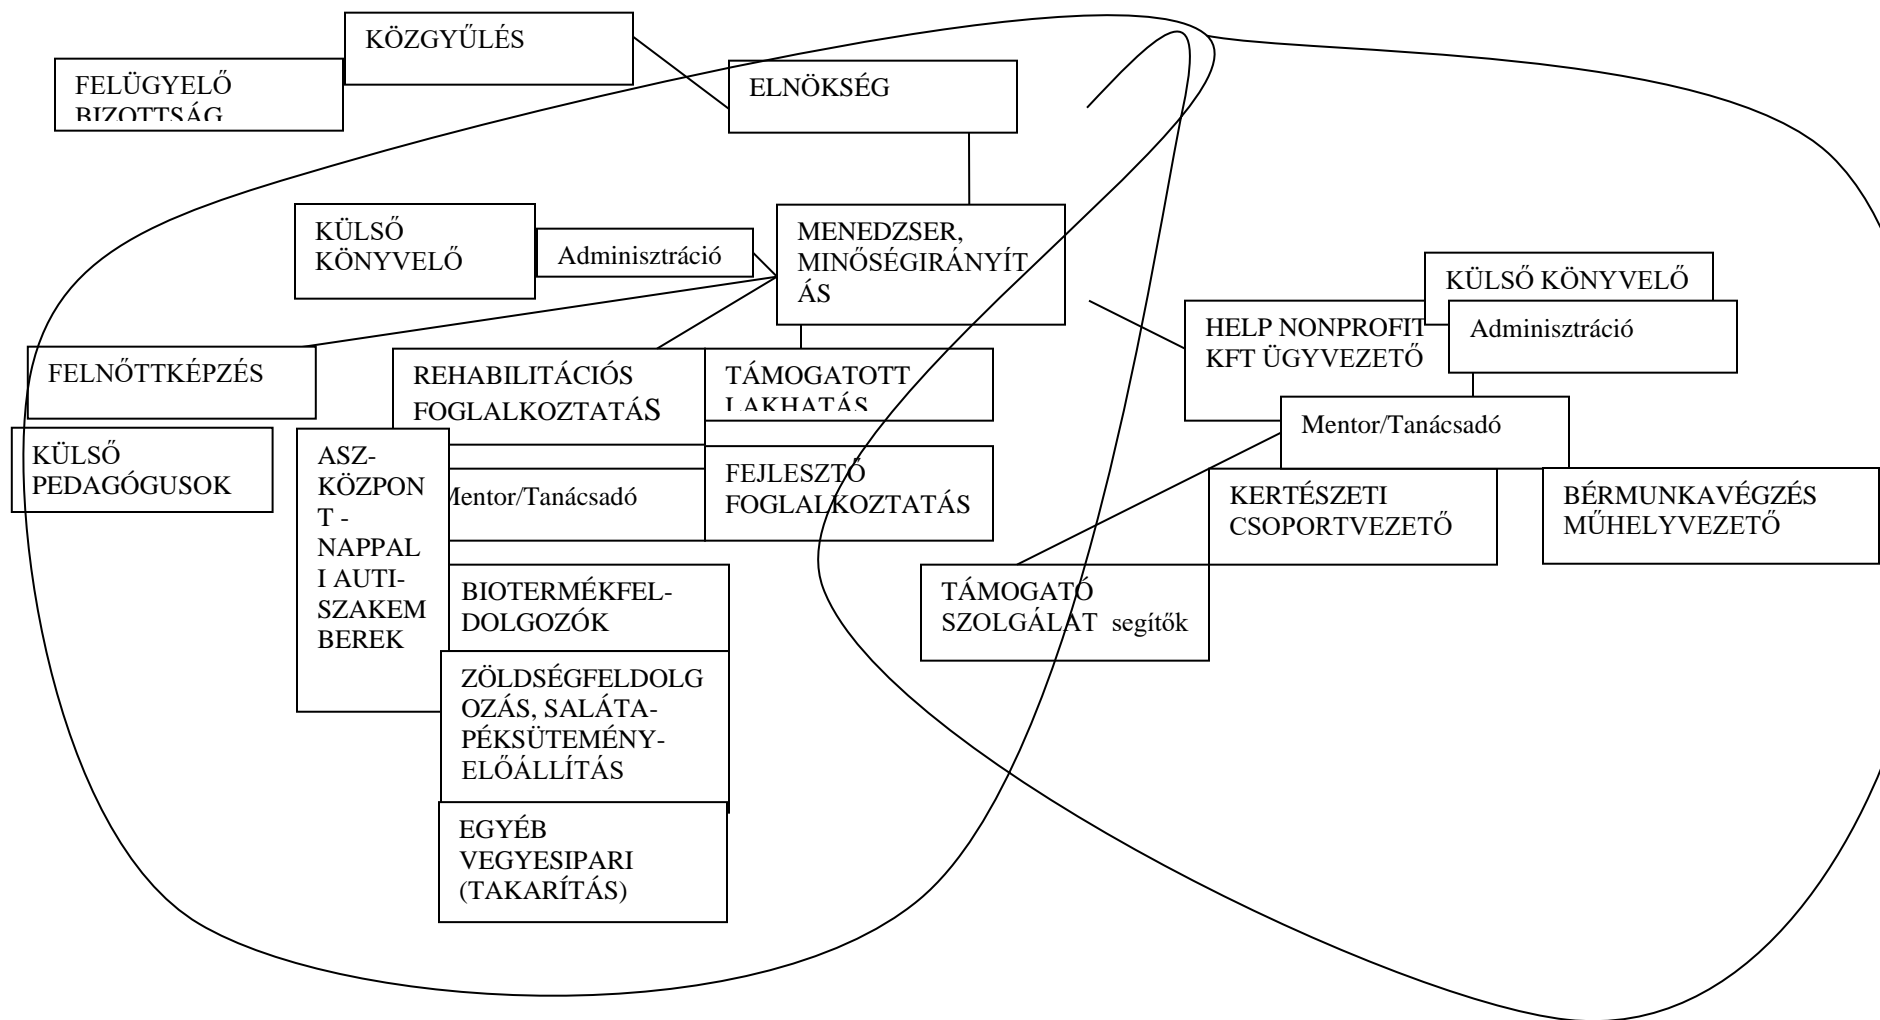 KÖZGYŰLÉS
FELÜGYELŐ
BIZOTTSÁG
ELNÖKSÉG
KÜLSŐ
KÖNYVELŐ
Adminisztráció
MENEDZSER,
MINŐSÉGIRÁNYÍT
ÁS
KÜLSŐ KÖNYVELŐ
HELP NONPROFIT
KFT ÜGYVEZETŐ
Adminisztráció
FELNŐTTKÉPZÉS
REHABILITÁCIÓS
FOGLALKOZTATÁS
TÁMOGATOTT
LAKHATÁS
Mentor/Tanácsadó
KÜLSŐ
PEDAGÓGUSOK
ASZ-
KÖZPON
T -
NAPPAL
I AUTI-
SZAKEM
BEREK
Mentor/Tanácsadó
FEJLESZTŐ
FOGLALKOZTATÁS
KERTÉSZETI
CSOPORTVEZETŐ
BÉRMUNKAVÉGZÉS
MŰHELYVEZETŐ
BIOTERMÉKFEL-
DOLGOZÓK
TÁMOGATÓ
SZOLGÁLAT segítők
ZÖLDSÉGFELDOLG
OZÁS, SALÁTA-
PÉKSÜTEMÉNY-
ELŐÁLLÍTÁS
EGYÉB
VEGYESIPARI
(TAKARÍTÁS)